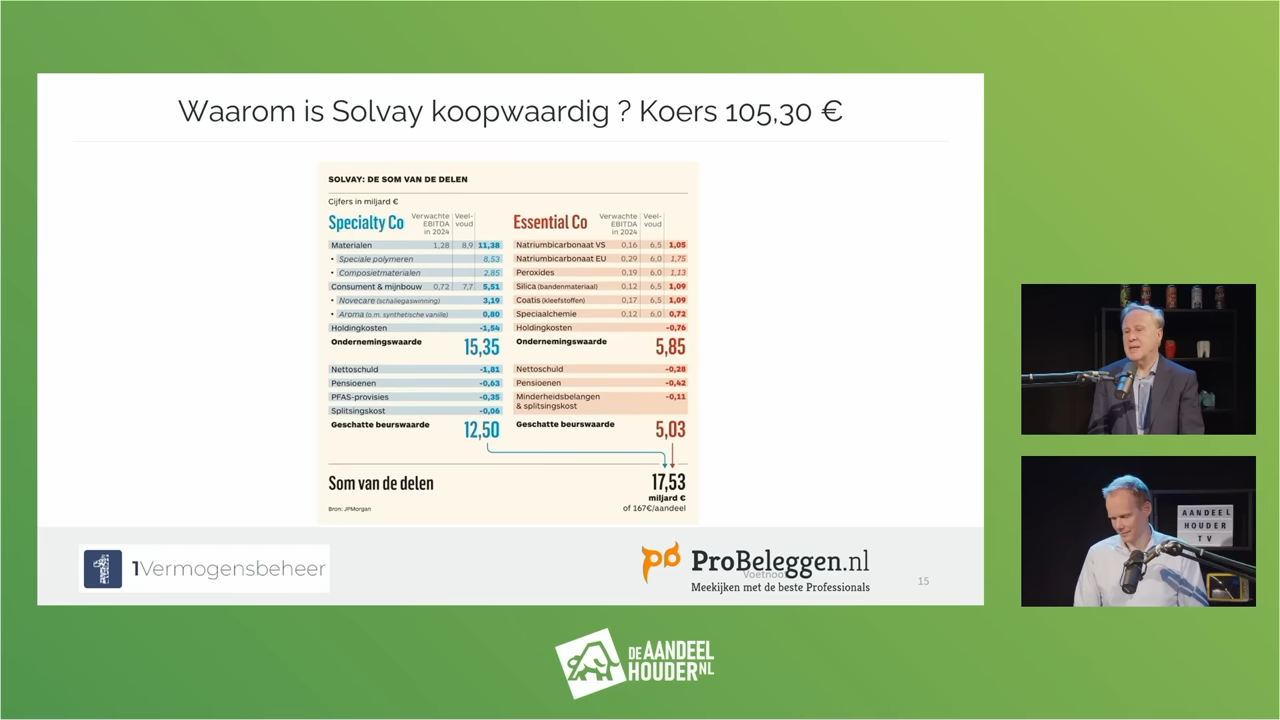 Waarom is Solvay koopwaardig ? Koers 105,30 €
SOLVAY: DE SOM VAN DE DELEN
Cijfers in miljard €
Specialty Co Verwachte EBITDA in 2024 Veel-voud
Materialen 1,28 8,9 11,38
• Speciale polymeren 8,53
• Composietmaterialen 2,85
Consument & mijnbouw 0,72 7,7 5,51
• Novecare (schaliegaswinning) 3,19
• Aroma (o.m. synthetische vanille) 0,80
Holdingkosten -1,54
Ondernemingswaarde 15,35
Nettoschuld -1,81
Pensioenen -0,63
PFAS-provisies -0,35
Splitsingskost -0,06
Geschatte beurswaarde 12,50
Essential Co Verwachte EBITDA in 2024 Veel-voud
Natriumbicarbonaat VS 0,16 6,5 1,05
Natriumbicarbonaat EU 0,29 6,0 1,75
Peroxides 0,19 6,0 1,13
Silica (bandenmateriaal) 0,12 6,5 1,09
Coatis (kleefstoffen) 0,17 6,5 1,09
Speciaalchemie 0,12 6,0 0,72
Holdingkosten -0,76
Ondernemingswaarde 5,85
Nettoschuld -0,28
Pensioenen -0,42
Minderheidsbelangen -0,11
& splitsingskost
Geschatte beurswaarde 5,03
Som van de delen 17,53
miljard €
Bron: JPMorgan of 167€/aandeel
1Vermogensbeheer
ProBeleggen.nl
Meekijken met de beste Professionals
15
AANDEEL
HOUDER
TV
DE AANDEEL
HOUDER NL